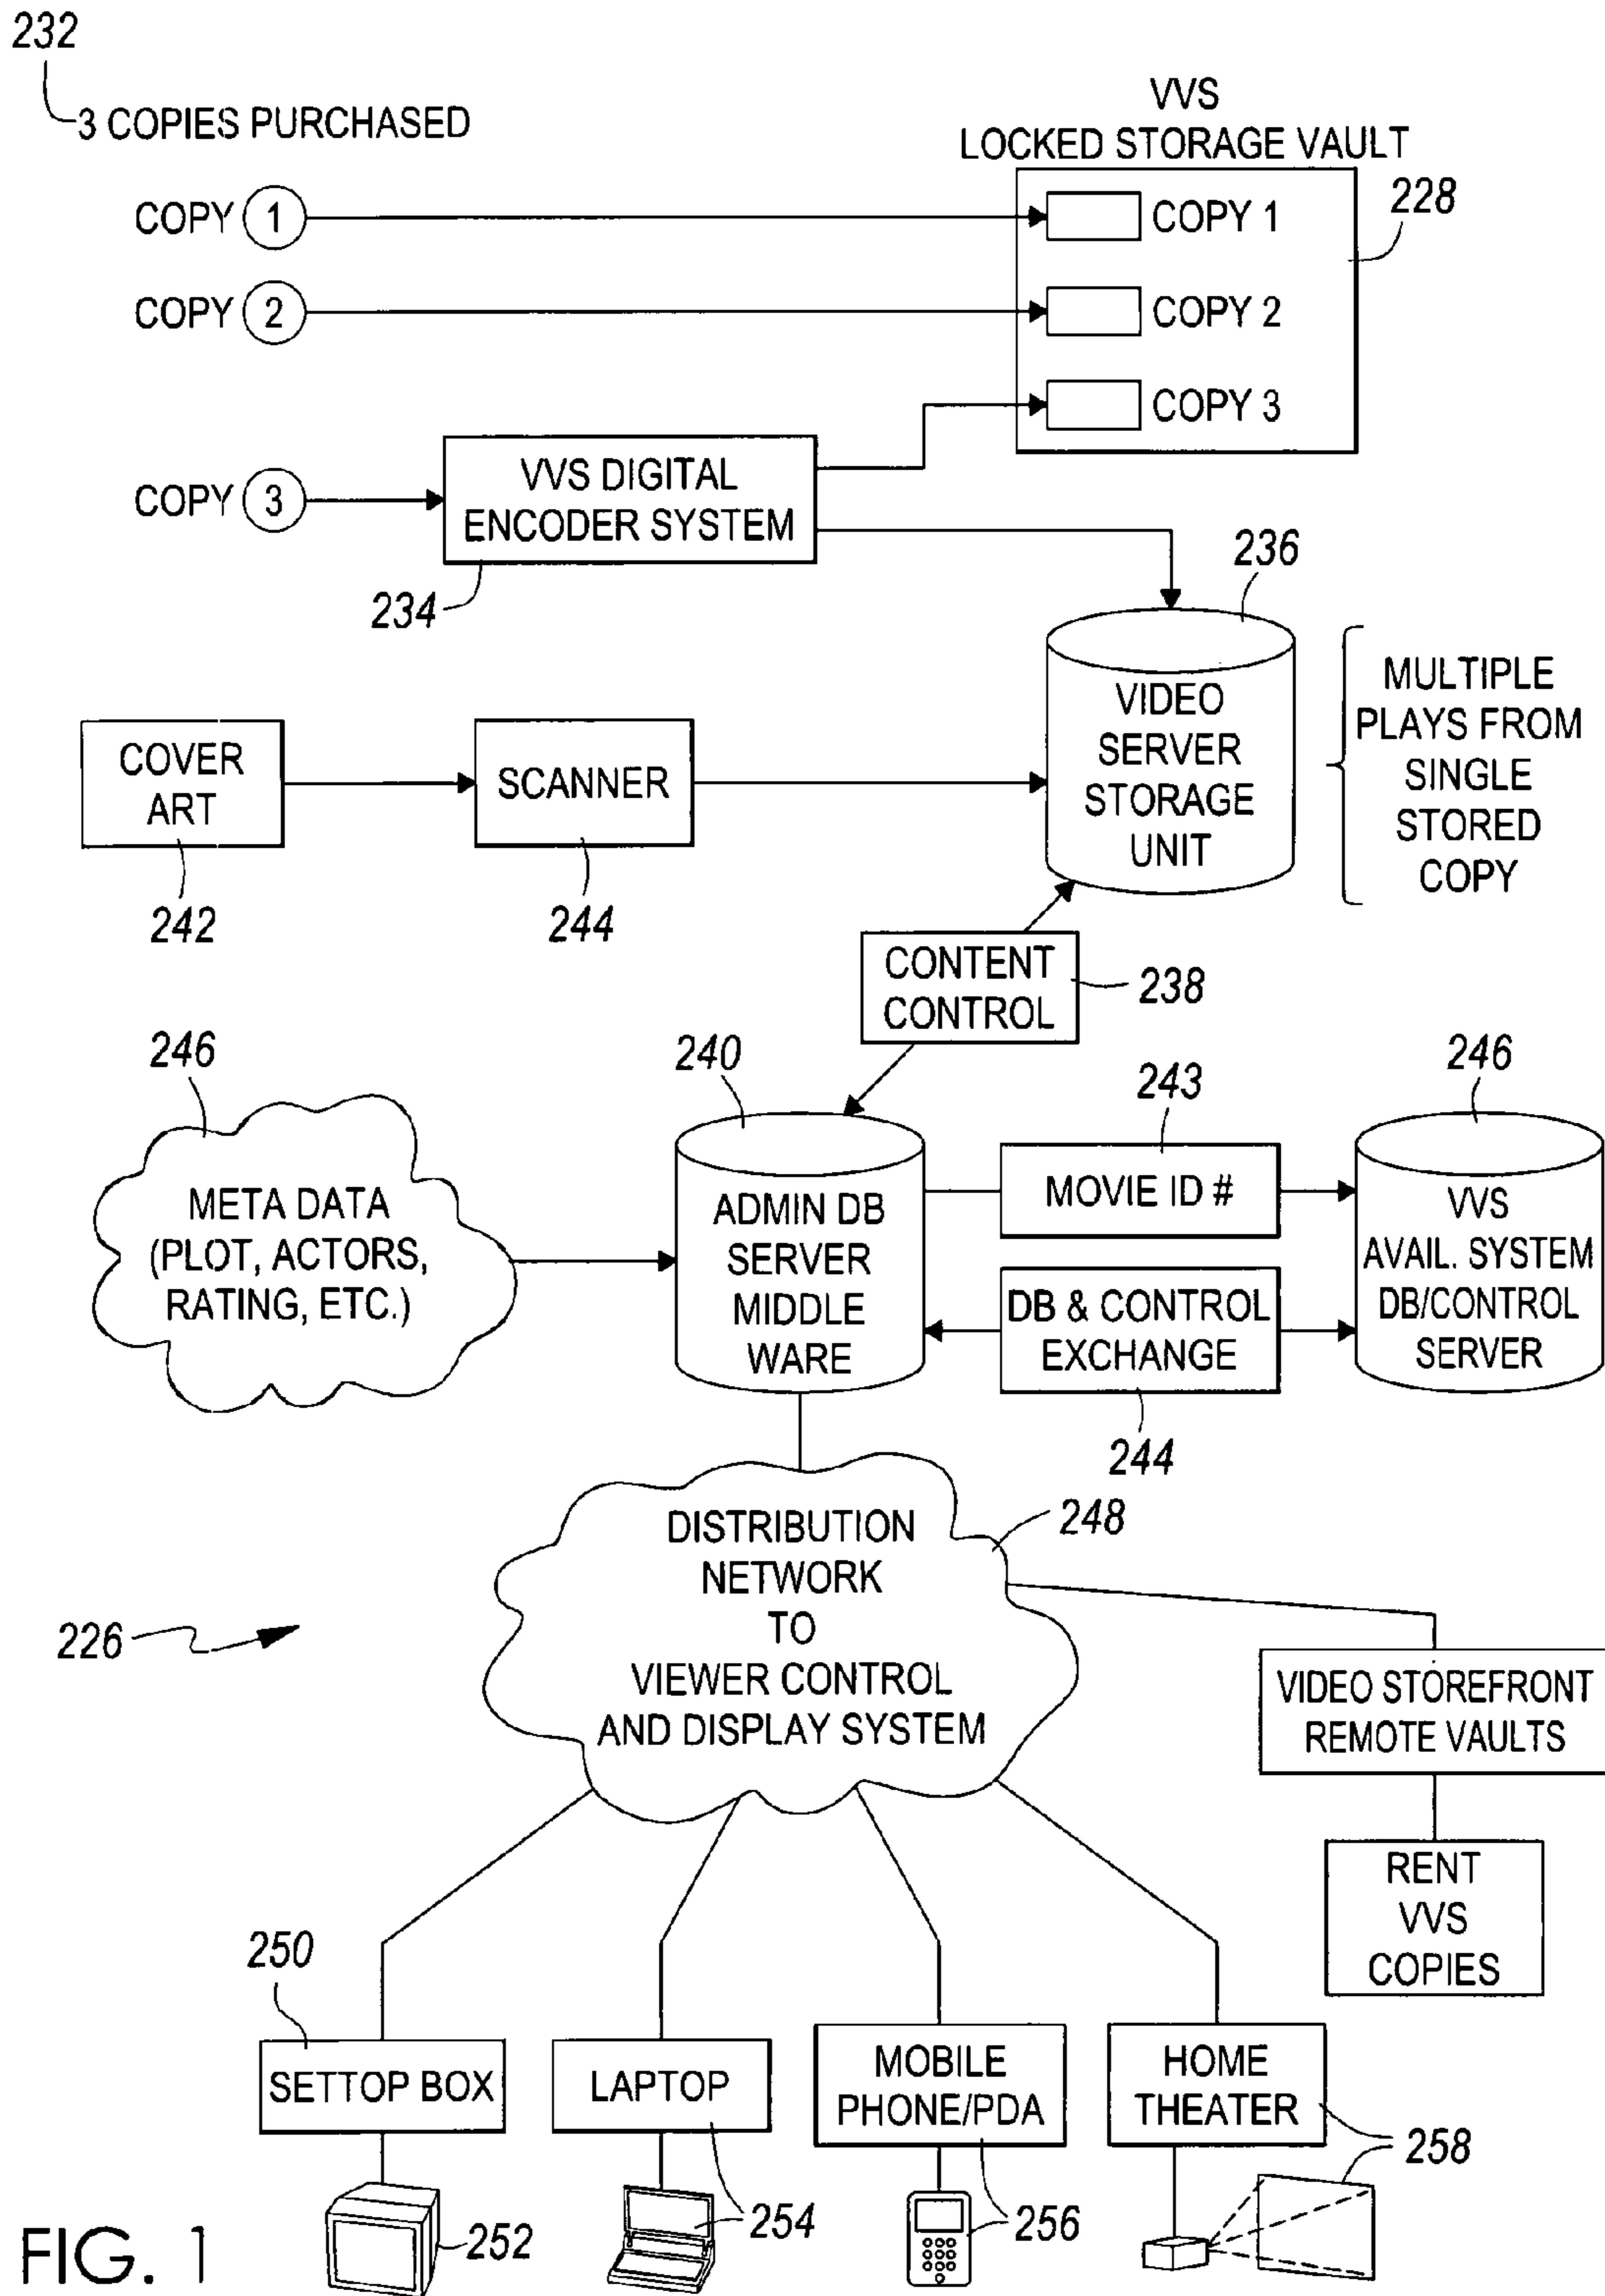 232
3 COPIES PURCHASED
VVS
LOCKED STORAGE VAULT
COPY 1
COPY 1
228
COPY 2
COPY 2
COPY 3
COPY 3
VVS DIGITAL
ENCODER SYSTEM
234
236
VIDEO
SERVER
STORAGE
UNIT
MULTIPLE
PLAYS FROM
SINGLE
STORED
COPY
COVER
ART
242
SCANNER
244
CONTENT
CONTROL
238
246
META DATA
(PLOT, ACTORS,
RATING, ETC.)
240
ADMIN DB
SERVER
MIDDLE
WARE
243
MOVIE ID #
DB & CONTROL
EXCHANGE
244
246
VVS
AVAIL. SYSTEM
DB/CONTROL
SERVER
DISTRIBUTION
NETWORK
TO
VIEWER CONTROL
AND DISPLAY SYSTEM
248
226
VIDEO STOREFRONT
REMOTE VAULTS
RENT
VVS
COPIES
250
SETTOP BOX
LAPTOP
MOBILE
PHONE/PDA
HOME
THEATER
252
254
256
258
FIG. 1